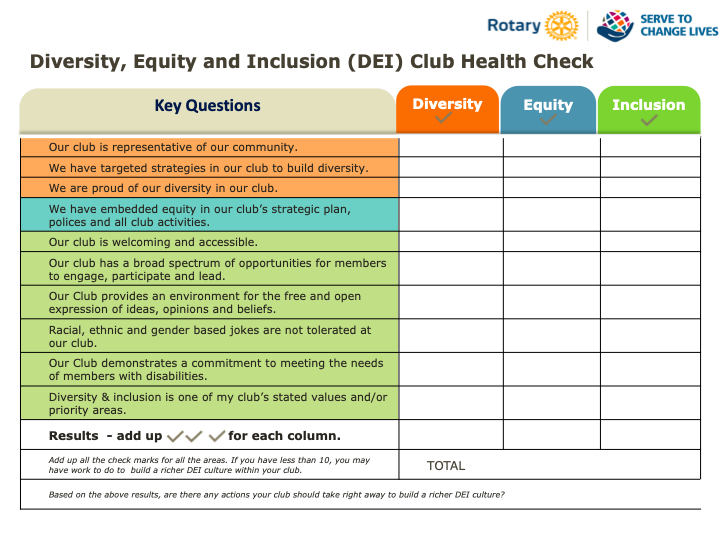 Rotary
SERVE TO
CHANGE LIVES
Diversity, Equity and Inclusion (DEI) Club Health Check
Key Questions Diversity Equity Inclusion
Our club is representative of our community.
We have targeted strategies in our club to build diversity.
We are proud of our diversity in our club.
We have embedded equity in our club's strategic plan,
polices and all club activities.
Our club is welcoming and accessible.
Our club has a broad spectrum of opportunities for members
to engage, participate and lead.
Our Club provides an environment for the free and open
expression of ideas, opinions and beliefs.
Racial, ethnic and gender based jokes are not tolerated at
our club.
Our Club demonstrates a commitment to meeting the needs
of members with disabilities.
Diversity & inclusion is one of my club's stated values and/or
priority areas.
Results - add up ✓✓ ✓ for each column.
Add up all the check marks for all the areas. If you have less than 10, you may
have work to do to build a richer DEI culture within your club.
TOTAL
Based on the above results, are there any actions your club should take right away to build a richer DEI culture?